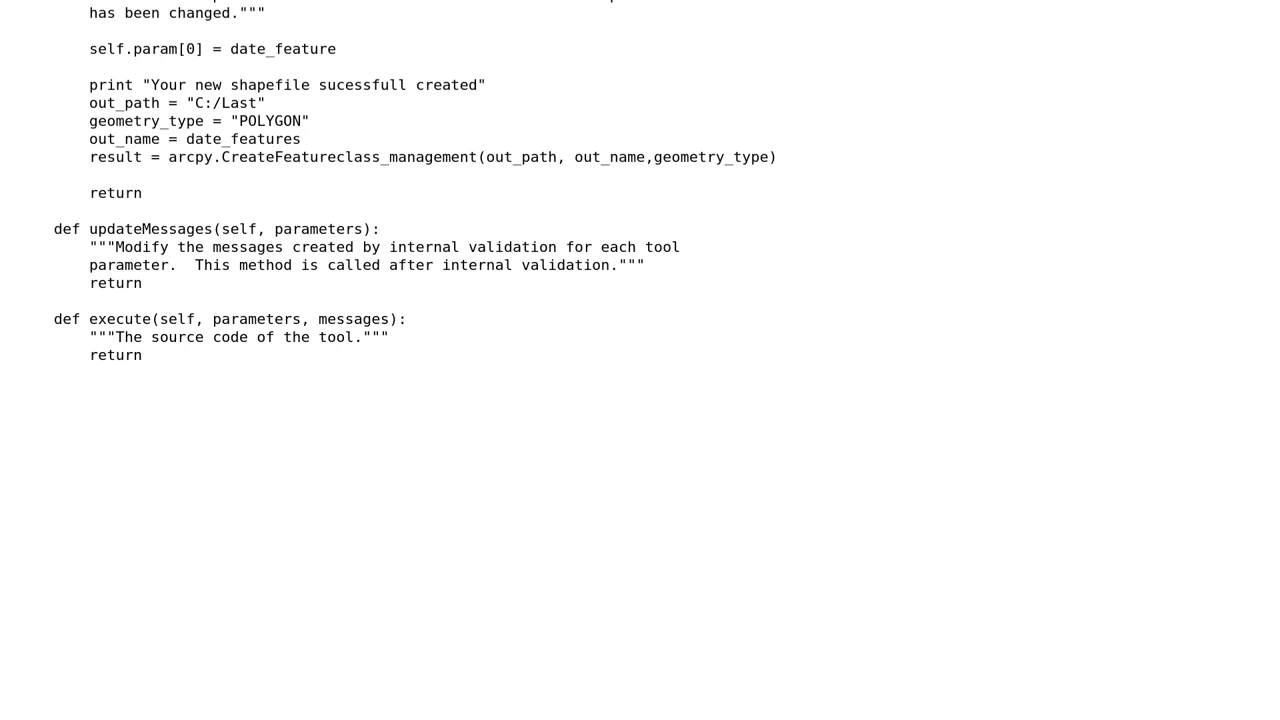 has been changed."""
self.param[0] = date_feature
print "Your new shapefile sucessfull created"
out_path = "C:/Last"
geometry_type = "POLYGON"
out_name = date_features
result = arcpy.CreateFeatureclass_management(out_path, out_name,geometry_type)
return
def updateMessages(self, parameters):
"""Modify the messages created by internal validation for each tool
parameter.  This method is called after internal validation."""
return
def execute(self, parameters, messages):
"""The source code of the tool."""
return